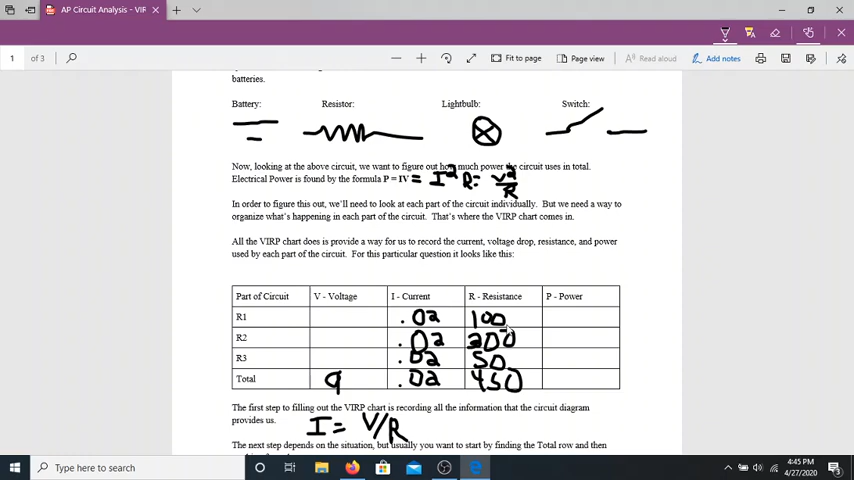 AP Circuit Analysis - VIF
1 of 3
Fit to page
Page view
Read aloud
Add notes
batteries.
Battery: Resistor: Lightbulb: Switch:
Now, looking at the above circuit, we want to figure out how much power the circuit uses in total.
Electrical Power is found by the formula P = IV = I² R = V²/R
In order to figure this out, we'll need to look at each part of the circuit individually. But we need a way to
organize what's happening in each part of the circuit. That's where the VIRP chart comes in.
All the VIRP chart does is provide a way for us to record the current, voltage drop, resistance, and power
used by each part of the circuit. For this particular question it looks like this:
Part of Circuit V - Voltage I - Current R - Resistance P - Power
R1 .02 100
R2 .02 200
R3 .02 50
Total 9 .02 450
The first step to filling out the VIRP chart is recording all the information that the circuit diagram
provides us.
I = V/R
The next step depends on the situation, but usually you want to start by finding the Total row and then
Type here to search
4:45 PM
4/27/2020